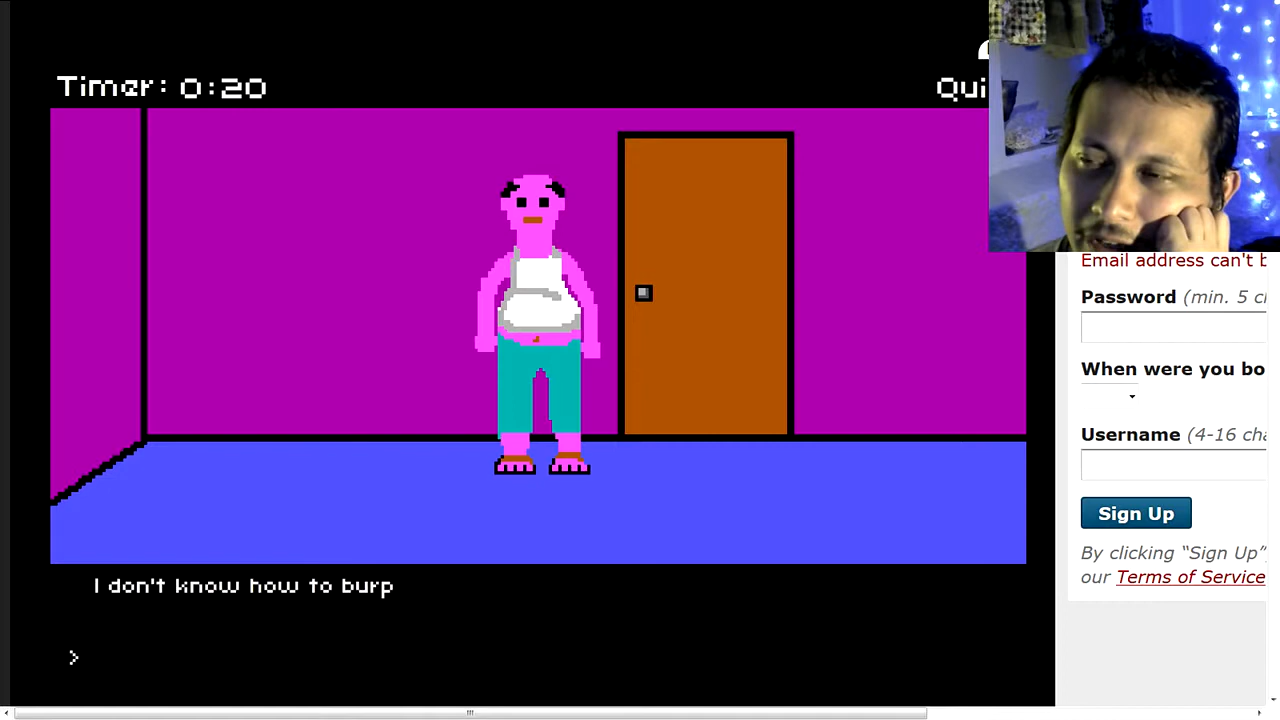 Timer: 0:20
Qui
Email address can't b
Password (min. 5 c
When were you bo
Username (4-16 cha
Sign Up
By clicking “Sign Up”
our Terms of Service
I don't know how to burp
>